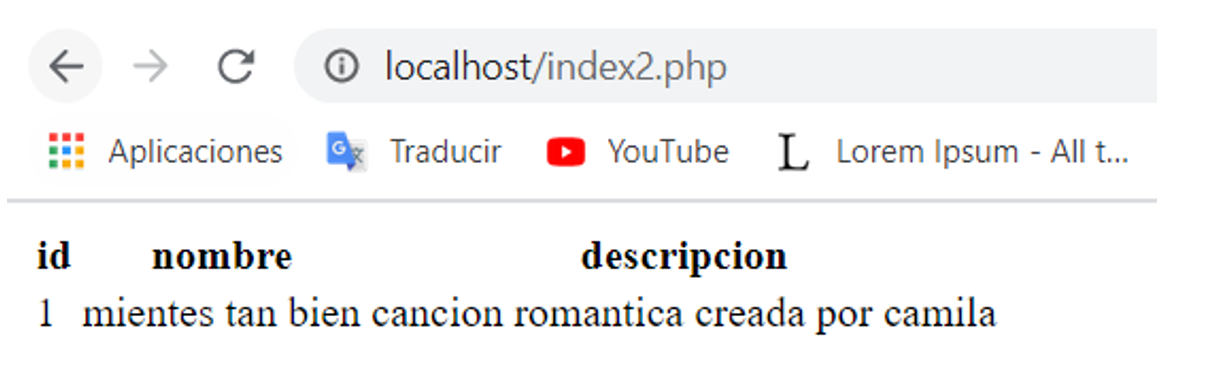 localhost/index2.php
Aplicaciones Traducir YouTube L Lorem Ipsum - All t...
id nombre descripcion
1 mientes tan bien cancion romantica creada por camila